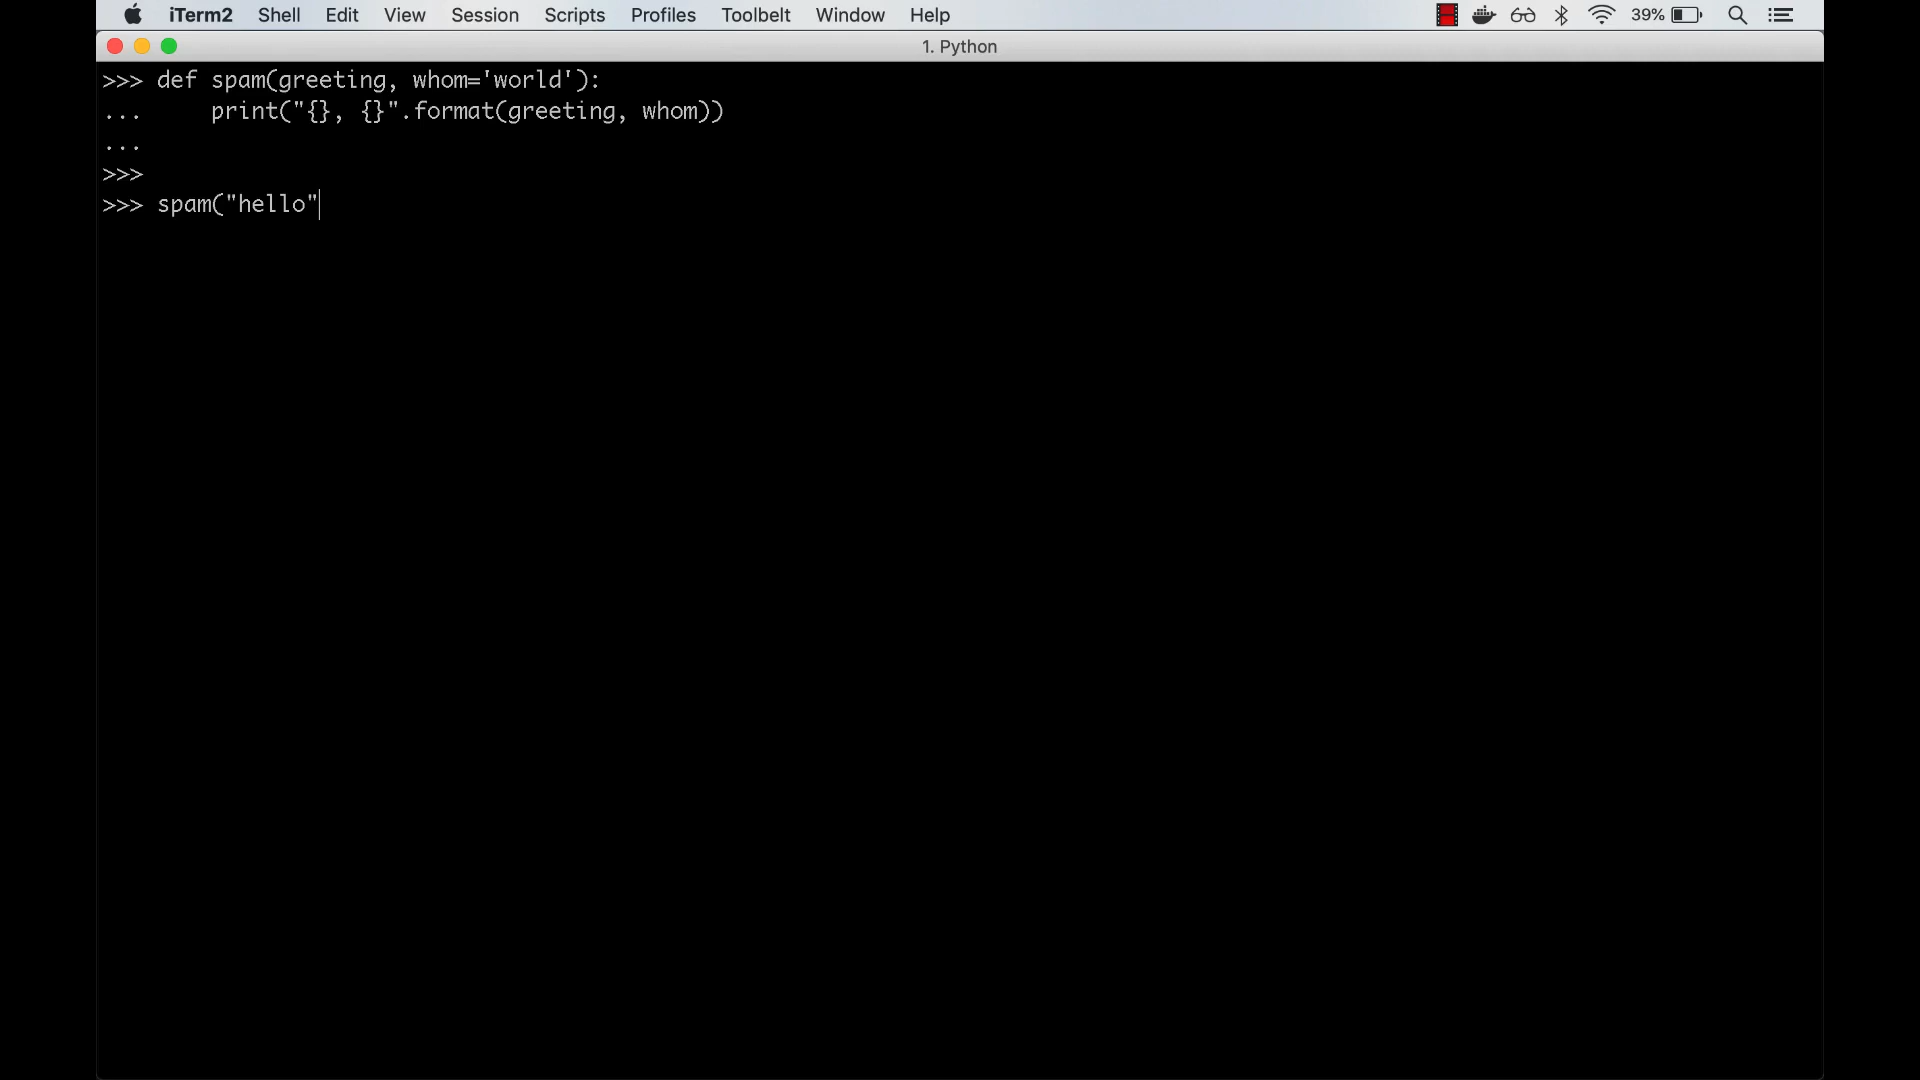 iTerm2 Shell Edit View Session Scripts Profiles Toolbelt Window Help 39%
1. Python
>>> def spam(greeting, whom='world'):
...     print("{}, {}".format(greeting, whom))
...
>>>
>>> spam("hello"